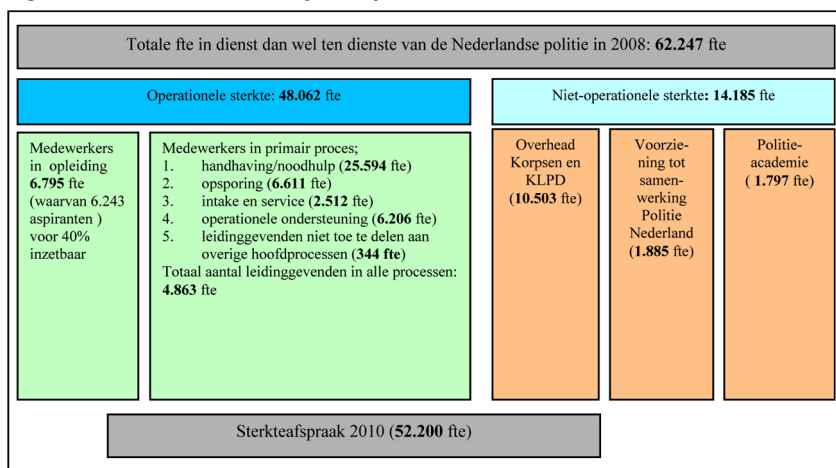 Totale fte in dienst dan wel ten dienste van de Nederlandse politie in 2008: 62.247 fte
Operationele sterkte: 48.062 fte
Niet-operationele sterkte: 14.185 fte
Medewerkers
in opleiding
6.795 fte
(waarvan 6.243
aspiranten )
voor 40%
inzetbaar
Medewerkers in primair proces;
1. handhaving/noodhulp (25.594 fte)
2. opsporing (6.611 fte)
3. intake en service (2.512 fte)
4. operationele ondersteuning (6.206 fte)
5. leidinggevenden niet toe te delen aan
overige hoofdprocessen (344 fte)
Totaal aantal leidinggevenden in alle processen:
4.863 fte
Overhead
Korpsen en
KLPD
(10.503 fte)
Voorzie-
ning tot
samen-
werking
Politie
Nederland
(1.885 fte)
Politie-
academie
( 1.797 fte)
Sterkteafspraak 2010 (52.200 fte)